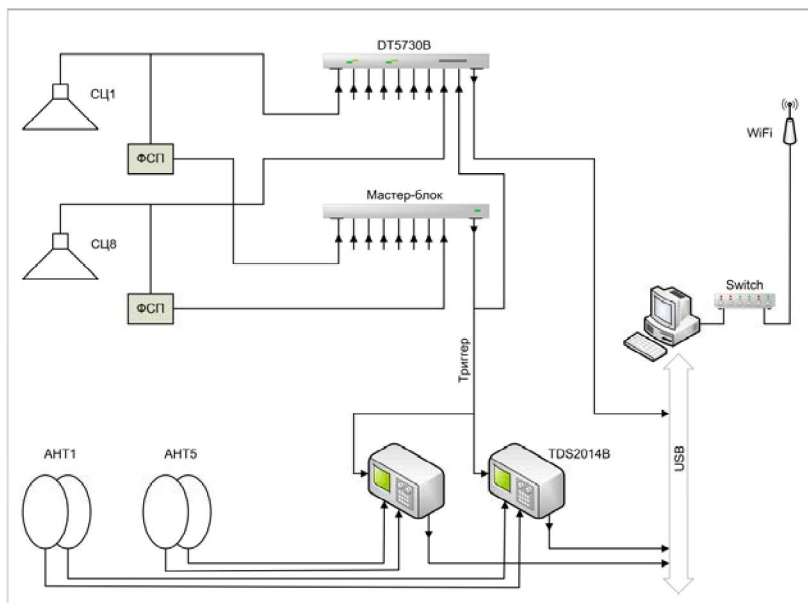 DT5730B
СЦ1
WiFi
ФСП
Мастер-блок
СЦ8
Switch
ФСП
Триггер
АНТ1
АНТ5
TDS2014B
USB